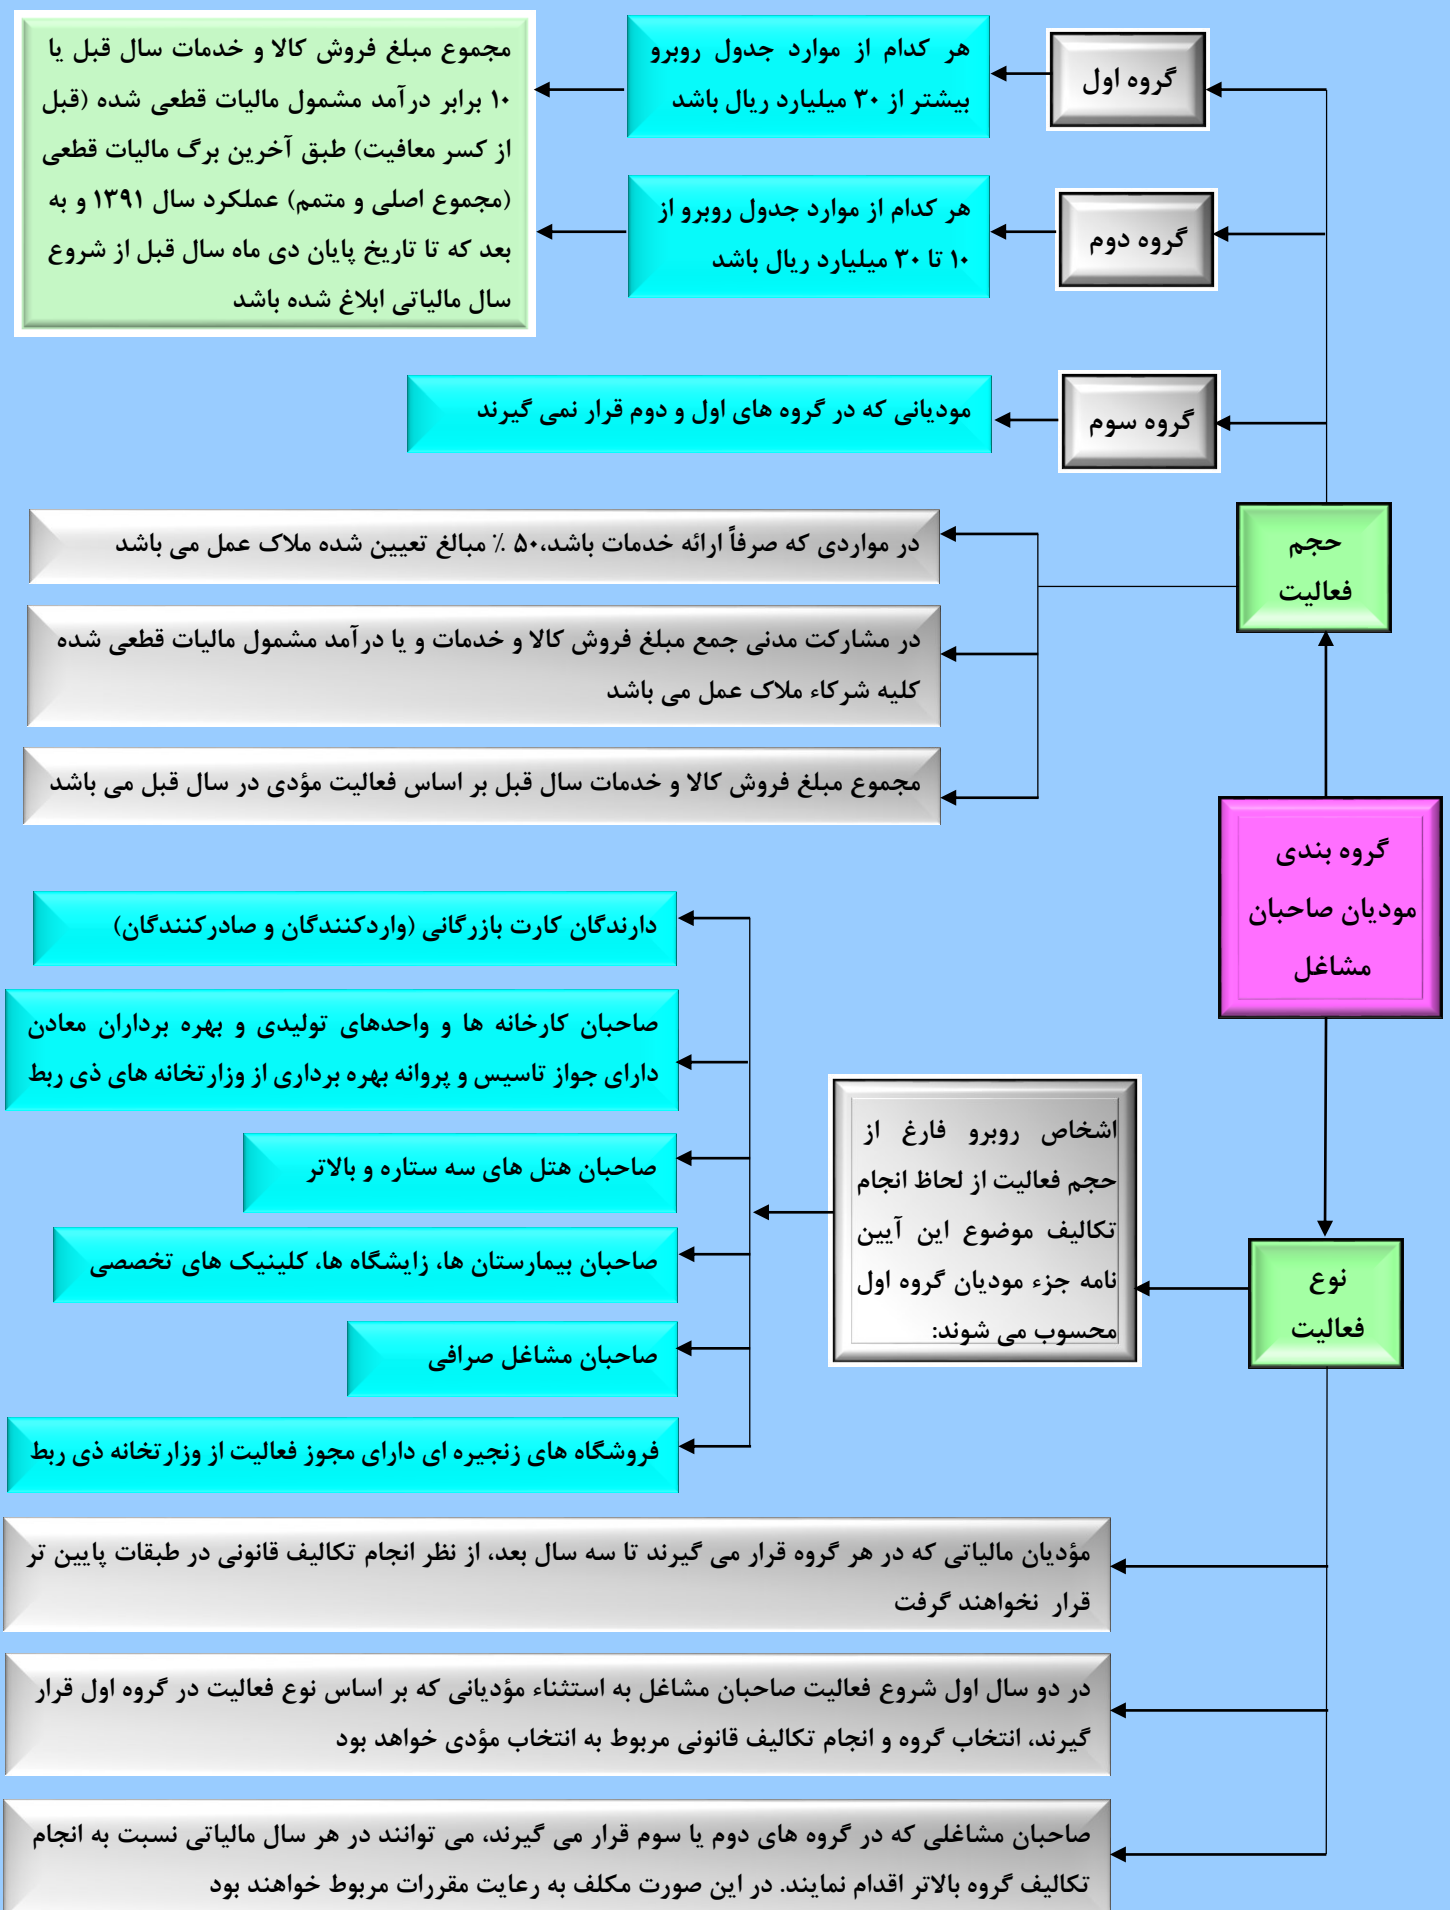 گروه اول
هر کدام از موارد جدول روبرو
بیشتر از ۳۰ میلیارد ریال باشد
مجموع مبلغ فروش کالا و خدمات سال قبل یا
۱۰ برابر درآمد مشمول مالیات قطعی شده (قبل
از کسر معافیت) طبق آخرین برگ مالیات قطعی
(مجموع اصلی و متمم) عملکرد سال ۱۳۹۱ و به
بعد که تا تاریخ پایان دی ماه سال قبل از شروع
سال مالیاتی ابلاغ شده باشد
گروه دوم
هر کدام از موارد جدول روبرو از
۱۰ تا ۳۰ میلیارد ریال باشد
گروه سوم
مودیانی که در گروه های اول و دوم قرار نمی گیرند
حجم
فعالیت
در مواردی که صرفاً ارائه خدمات باشد،۵۰ ٪ مبالغ تعیین شده ملاک عمل می باشد
در مشارکت مدنی جمع مبلغ فروش کالا و خدمات و یا درآمد مشمول مالیات قطعی شده
کلیه شرکاء ملاک عمل می باشد
مجموع مبلغ فروش کالا و خدمات سال قبل بر اساس فعالیت مؤدی در سال قبل می باشد
گروه بندی
مودیان صاحبان
مشاغل
نوع
فعالیت
اشخاص روبرو فارغ از
حجم فعالیت از لحاظ انجام
تکالیف موضوع این آیین
نامه جزء مودیان گروه اول
محسوب می شوند:
دارندگان کارت بازرگانی (واردکنندگان و صادرکنندگان)
صاحبان کارخانه ها و واحدهای تولیدی و بهره برداران معادن
دارای جواز تاسیس و پروانه بهره برداری از وزارتخانه های ذی ربط
صاحبان هتل های سه ستاره و بالاتر
صاحبان بیمارستان ها، زایشگاه ها، کلینیک های تخصصی
صاحبان مشاغل صرافی
فروشگاه های زنجیره ای دارای مجوز فعالیت از وزارتخانه ذی ربط
مؤدیان مالیاتی که در هر گروه قرار می گیرند تا سه سال بعد، از نظر انجام تکالیف قانونی در طبقات پایین تر
قرار نخواهند گرفت
در دو سال اول شروع فعالیت صاحبان مشاغل به استثناء مؤدیانی که بر اساس نوع فعالیت در گروه اول قرار
گیرند، انتخاب گروه و انجام تکالیف قانونی مربوط به انتخاب مؤدی خواهد بود
صاحبان مشاغلی که در گروه های دوم یا سوم قرار می گیرند، می توانند در هر سال مالیاتی نسبت به انجام
تکالیف گروه بالاتر اقدام نمایند. در این صورت مکلف به رعایت مقررات مربوط خواهند بود